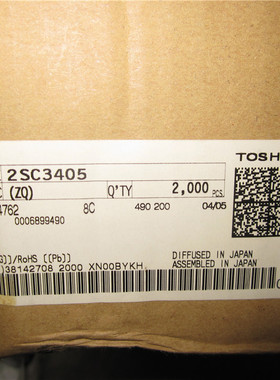 2SC3405
TOSH
(ZQ) Q'TY 2,000 PCS.
4762 8C 490 200 04/05
0006899490
G]]/RoHS [[Pb]]
DIFFUSED IN JAPAN
ASSEMBLED IN JAPAN
)38142708 2000 XN00BYKH